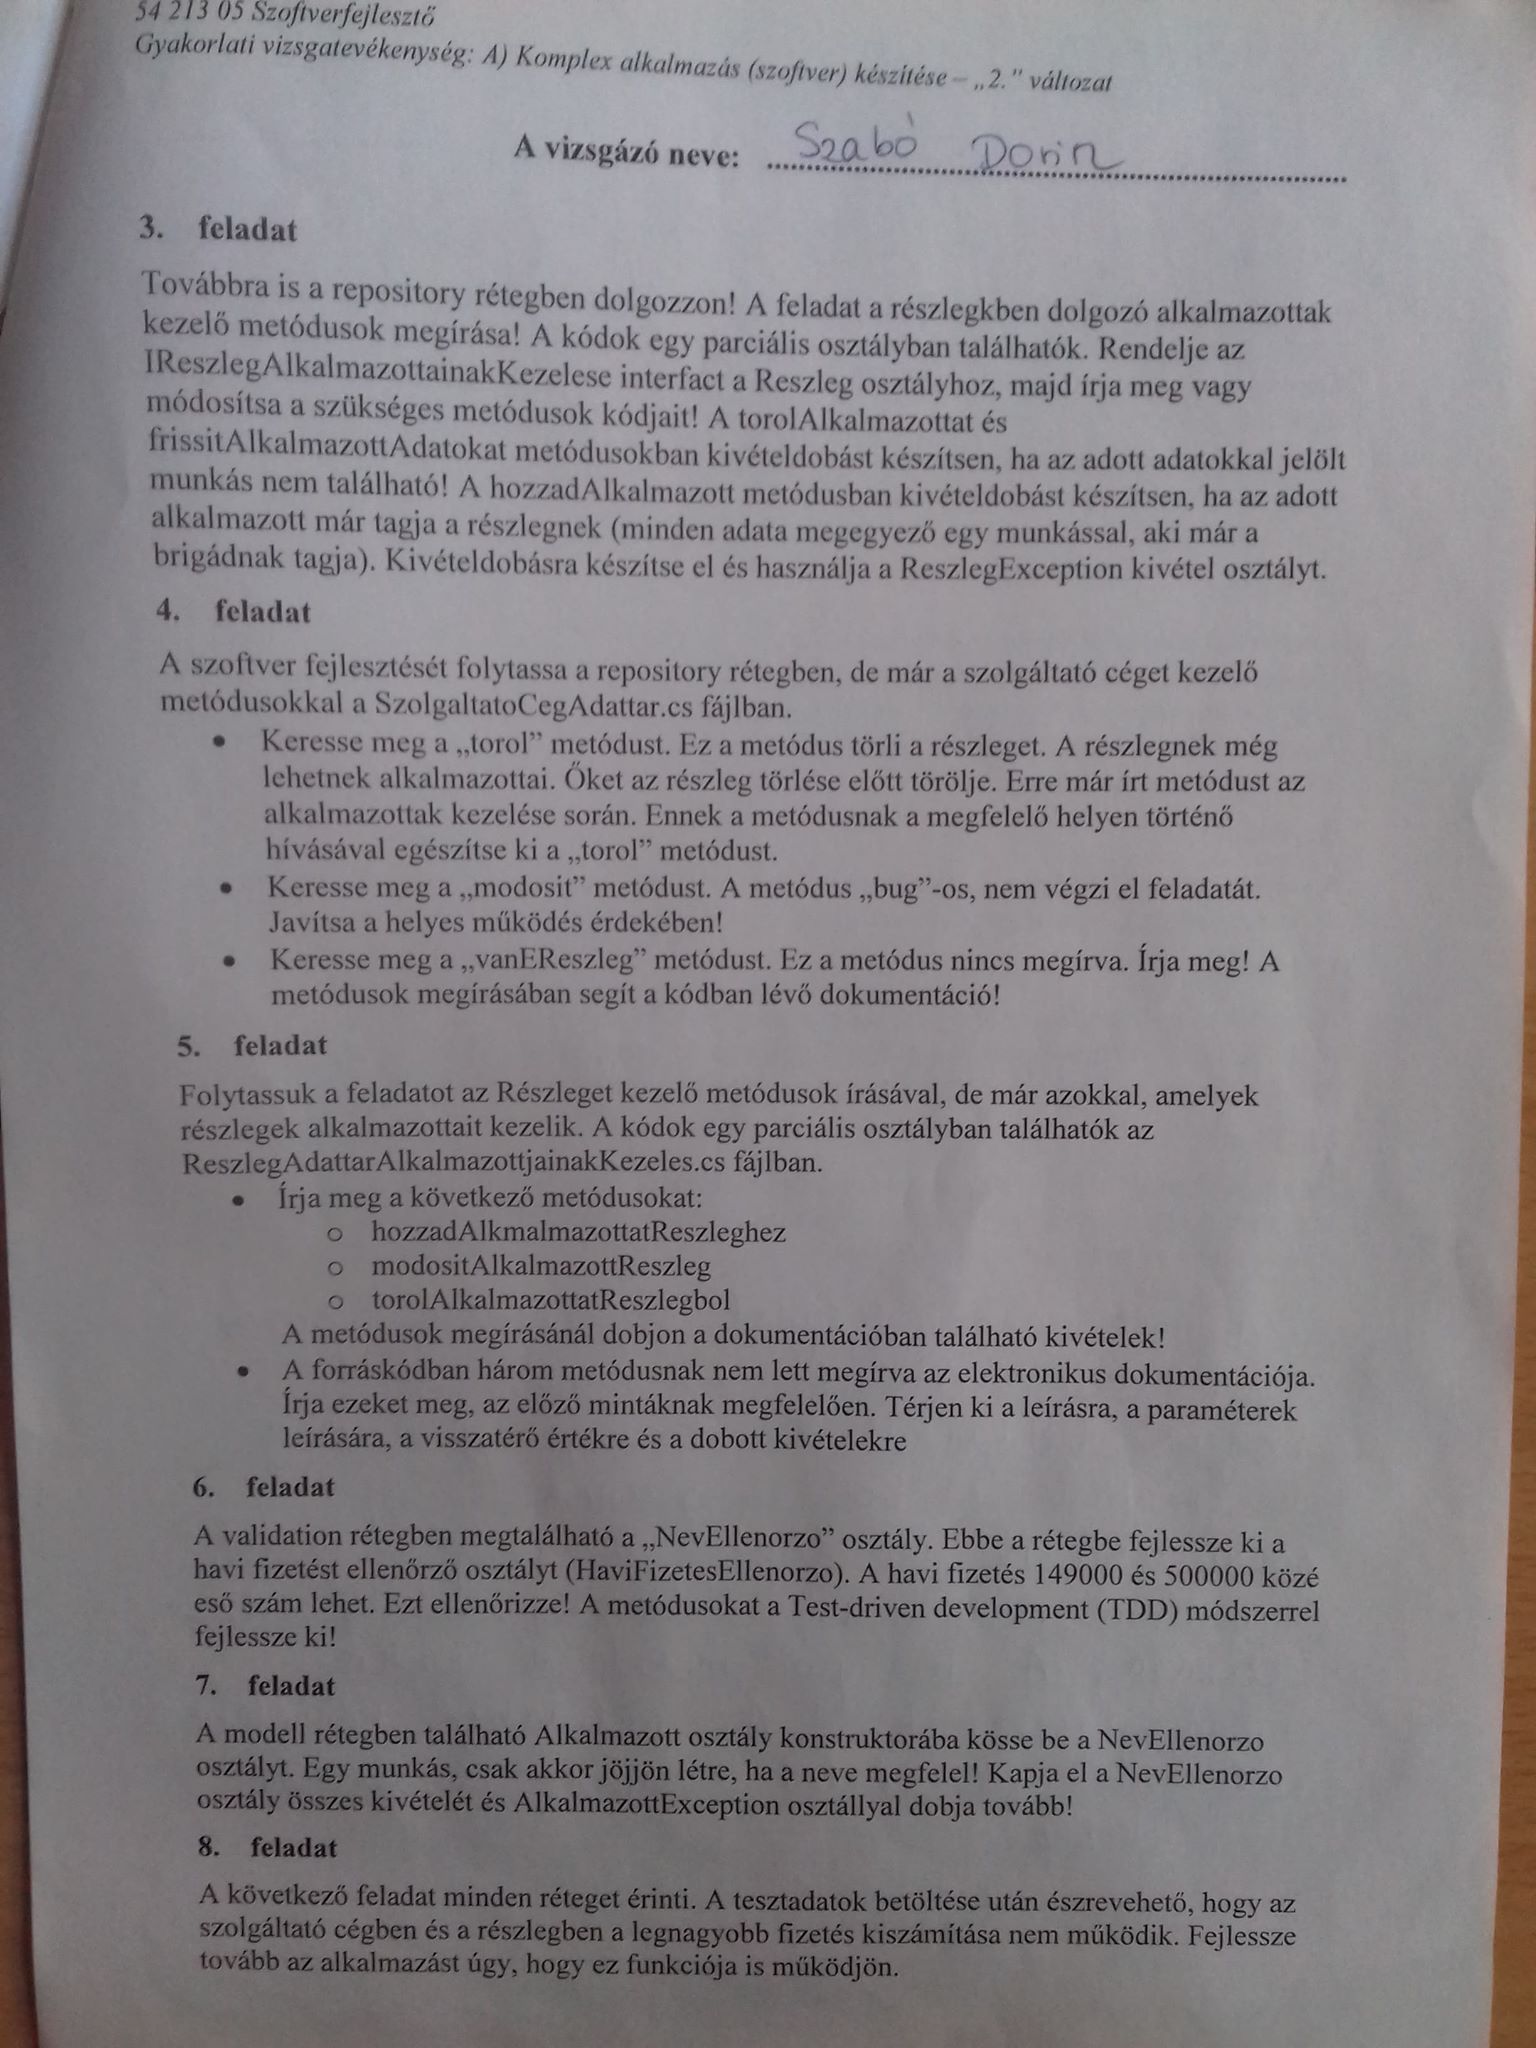 54 213 05 Szoftverfejlesztő
Gyakorlati vizsgatevékenység: A) Komplex alkalmazás (szoftver) készítése – „2.” változat
A vizsgázó neve: Szabó Dorin
3. feladat
Továbbra is a repository rétegben dolgozzon! A feladat a részlegkben dolgozó alkalmazottak
kezelő metódusok megírása! A kódok egy parciális osztályban találhatók. Rendelje az
IReszlegAlkalmazottainakKezelese interfact a Reszleg osztályhoz, majd írja meg vagy
módosítsa a szükséges metódusok kódjait! A torolAlkalmazottat és
frissitAlkalmazottAdatokat metódusokban kivételdobást készítsen, ha az adott adatokkal jelölt
munkás nem található! A hozzadAlkalmazott metódusban kivételdobást készítsen, ha az adott
alkalmazott már tagja a részlegnek (minden adata megegyező egy munkással, aki már a
brigádnak tagja). Kivételdobásra készítse el és használja a ReszlegException kivétel osztályt.
4. feladat
A szoftver fejlesztését folytassa a repository rétegben, de már a szolgáltató céget kezelő
metódusokkal a SzolgaltatoCegAdattar.cs fájlban.
• Keresse meg a „torol” metódust. Ez a metódus törli a részleget. A részlegnek még
lehetnek alkalmazottai. Őket az részleg törlése előtt törölje. Erre már írt metódust az
alkalmazottak kezelése során. Ennek a metódusnak a megfelelő helyen történő
hívásával egészítse ki a „torol” metódust.
• Keresse meg a „modosit” metódust. A metódus „bug”-os, nem végzi el feladatát.
Javítsa a helyes működés érdekében!
• Keresse meg a „vanEReszleg” metódust. Ez a metódus nincs megírva. Írja meg! A
metódusok megírásában segít a kódban lévő dokumentáció!
5. feladat
Folytassuk a feladatot az Részleget kezelő metódusok írásával, de már azokkal, amelyek
részlegek alkalmazottait kezelik. A kódok egy parciális osztályban találhatók az
ReszlegAdattarAlkalmazottjainakKezeles.cs fájlban.
• Írja meg a következő metódusokat:
o hozzadAlkmalmazottatReszleghez
o modositAlkalmazottReszleg
o torolAlkalmazottatReszlegbol
A metódusok megírásánál dobjon a dokumentációban található kivételek!
• A forráskódban három metódusnak nem lett megírva az elektronikus dokumentációja.
Írja ezeket meg, az előző mintáknak megfelelően. Térjen ki a leírásra, a paraméterek
leírására, a visszatérő értékre és a dobott kivételekre
6. feladat
A validation rétegben megtalálható a „NevEllenorzo” osztály. Ebbe a rétegbe fejlessze ki a
havi fizetést ellenőrző osztályt (HaviFizetesEllenorzo). A havi fizetés 149000 és 500000 közé
eső szám lehet. Ezt ellenőrizze! A metódusokat a Test-driven development (TDD) módszerrel
fejlessze ki!
7. feladat
A modell rétegben található Alkalmazott osztály konstruktorába kösse be a NevEllenorzo
osztályt. Egy munkás, csak akkor jöjjön létre, ha a neve megfelel! Kapja el a NevEllenorzo
osztály összes kivételét és AlkalmazottException osztállyal dobja tovább!
8. feladat
A következő feladat minden réteget érinti. A tesztadatok betöltése után észrevehető, hogy az
szolgáltató cégben és a részlegben a legnagyobb fizetés kiszámítása nem működik. Fejlessze
tovább az alkalmazást úgy, hogy ez funkciója is működjön.